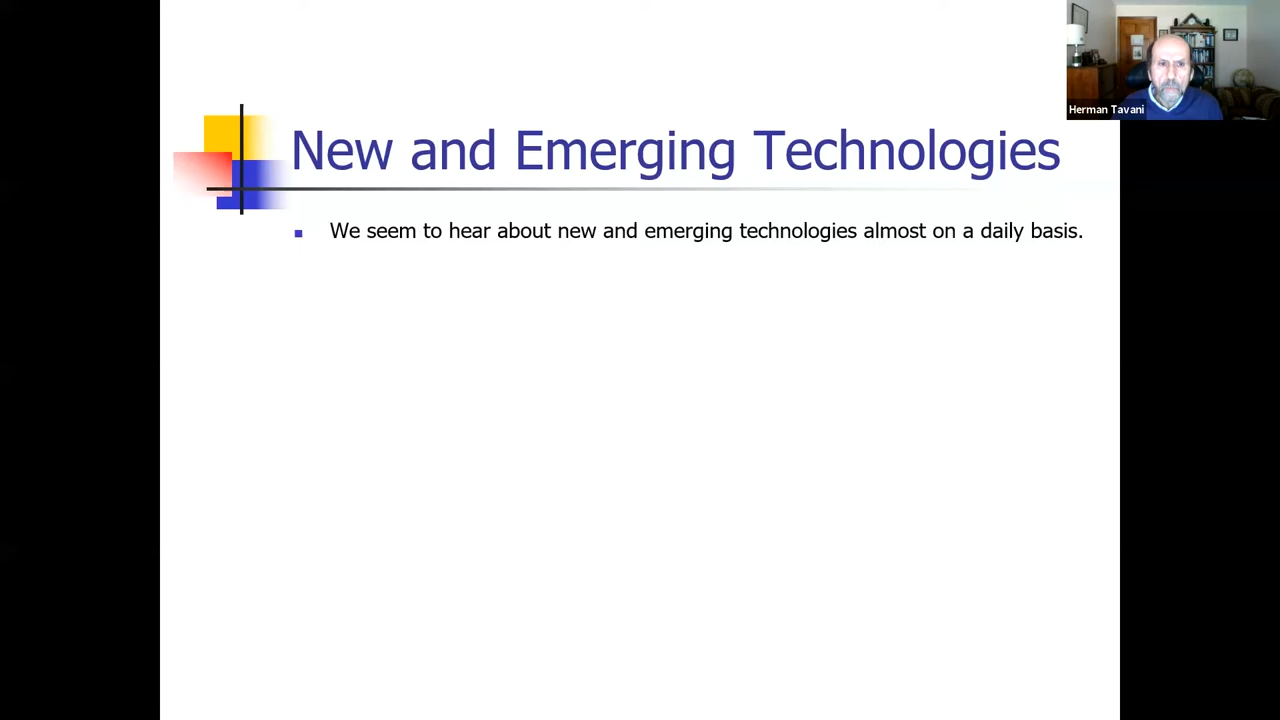 Herman Tavani
New and Emerging Technologies
We seem to hear about new and emerging technologies almost on a daily basis.